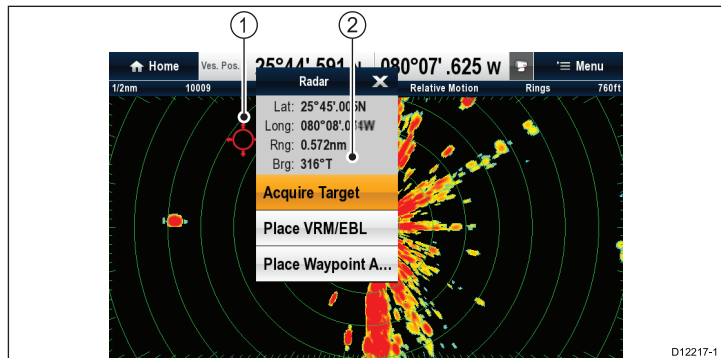 1 2
Home Ves. Pos. 25°44'.591 N 080°07'.625 W Menu
1/2nm 10009 Radar X Relative Motion Rings 760ft
Lat: 25°45'.005N
Long: 080°08'.074W
Rng: 0.572nm
Brg: 316°T
Acquire Target
Place VRM/EBL
Place Waypoint A...
D12217-1